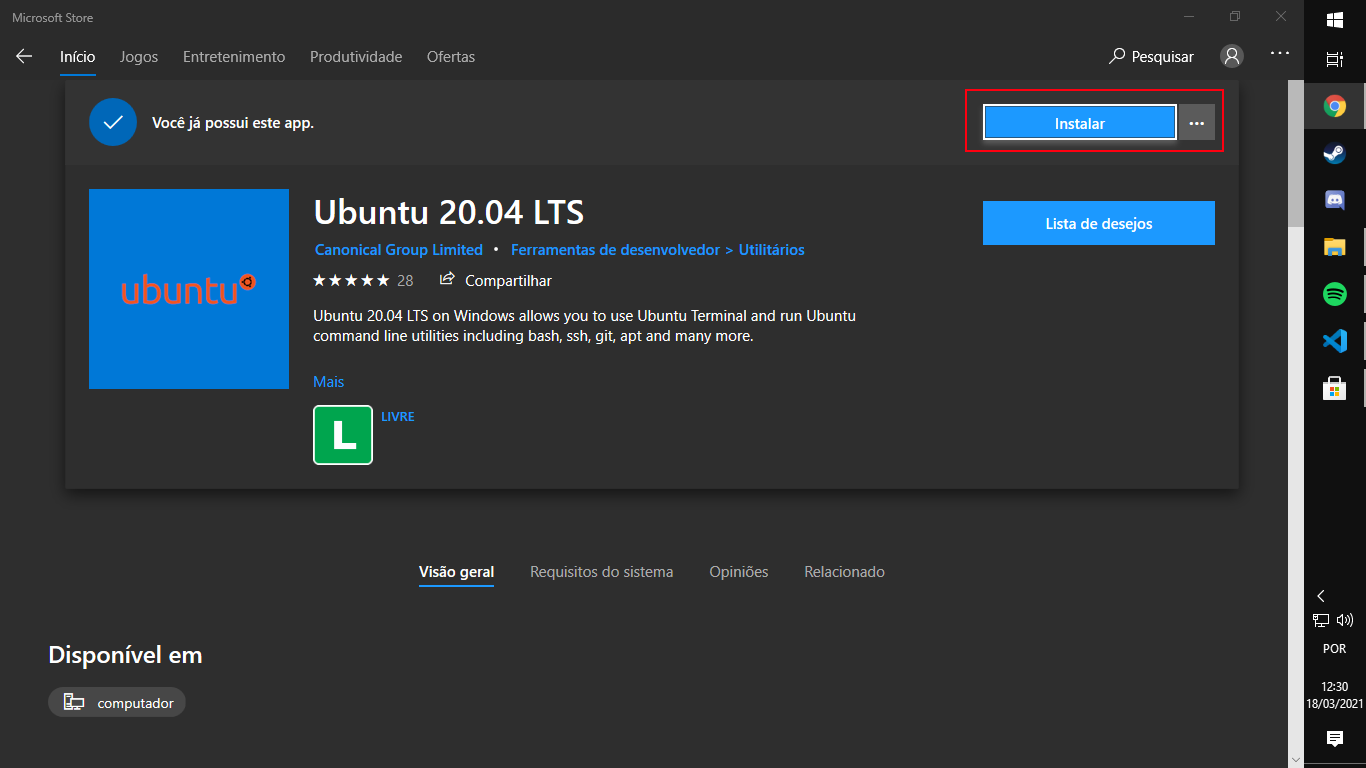 Microsoft Store
Início Jogos Entretenimento Produtividade Ofertas Pesquisar
Você já possui este app.
Instalar
ubuntu
Ubuntu 20.04 LTS
Canonical Group Limited • Ferramentas de desenvolvedor > Utilitários
28 Compartilhar
Ubuntu 20.04 LTS on Windows allows you to use Ubuntu Terminal and run Ubuntu
command line utilities including bash, ssh, git, apt and many more.
Mais
L LIVRE
Lista de desejos
Visão geral Requisitos do sistema Opiniões Relacionado
Disponível em
computador
POR
12:30
18/03/2021